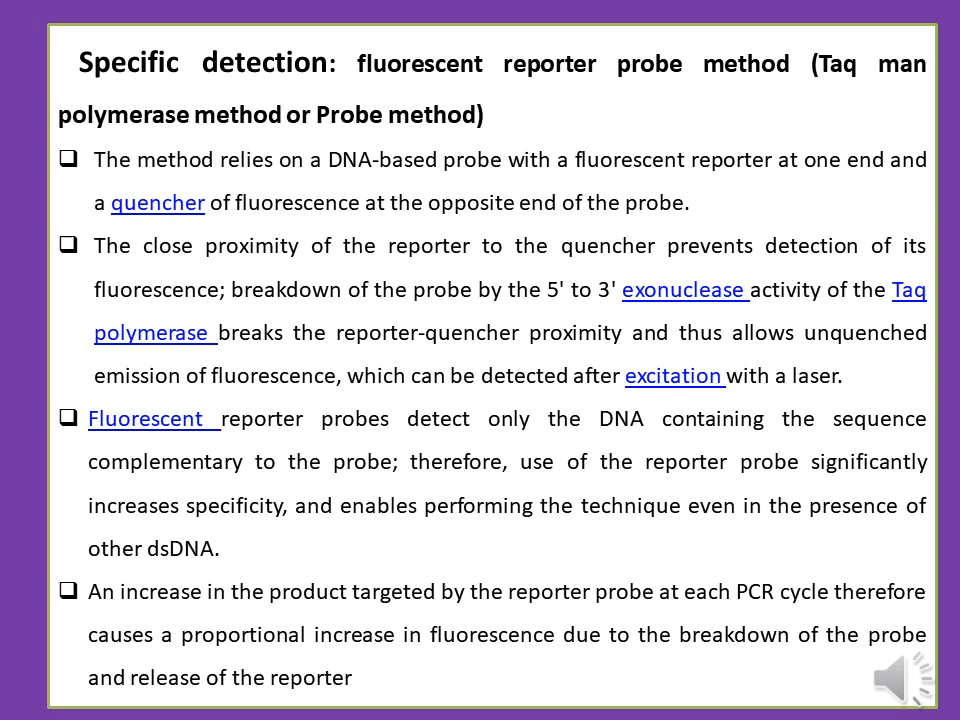 Specific detection: fluorescent reporter probe method (Taq man
polymerase method or Probe method)
❑ The method relies on a DNA-based probe with a fluorescent reporter at one end and
a quencher of fluorescence at the opposite end of the probe.
❑ The close proximity of the reporter to the quencher prevents detection of its
fluorescence; breakdown of the probe by the 5' to 3' exonuclease activity of the Taq
polymerase breaks the reporter-quencher proximity and thus allows unquenched
emission of fluorescence, which can be detected after excitation with a laser.
❑ Fluorescent reporter probes detect only the DNA containing the sequence
complementary to the probe; therefore, use of the reporter probe significantly
increases specificity, and enables performing the technique even in the presence of
other dsDNA.
❑ An increase in the product targeted by the reporter probe at each PCR cycle therefore
causes a proportional increase in fluorescence due to the breakdown of the probe
and release of the reporter